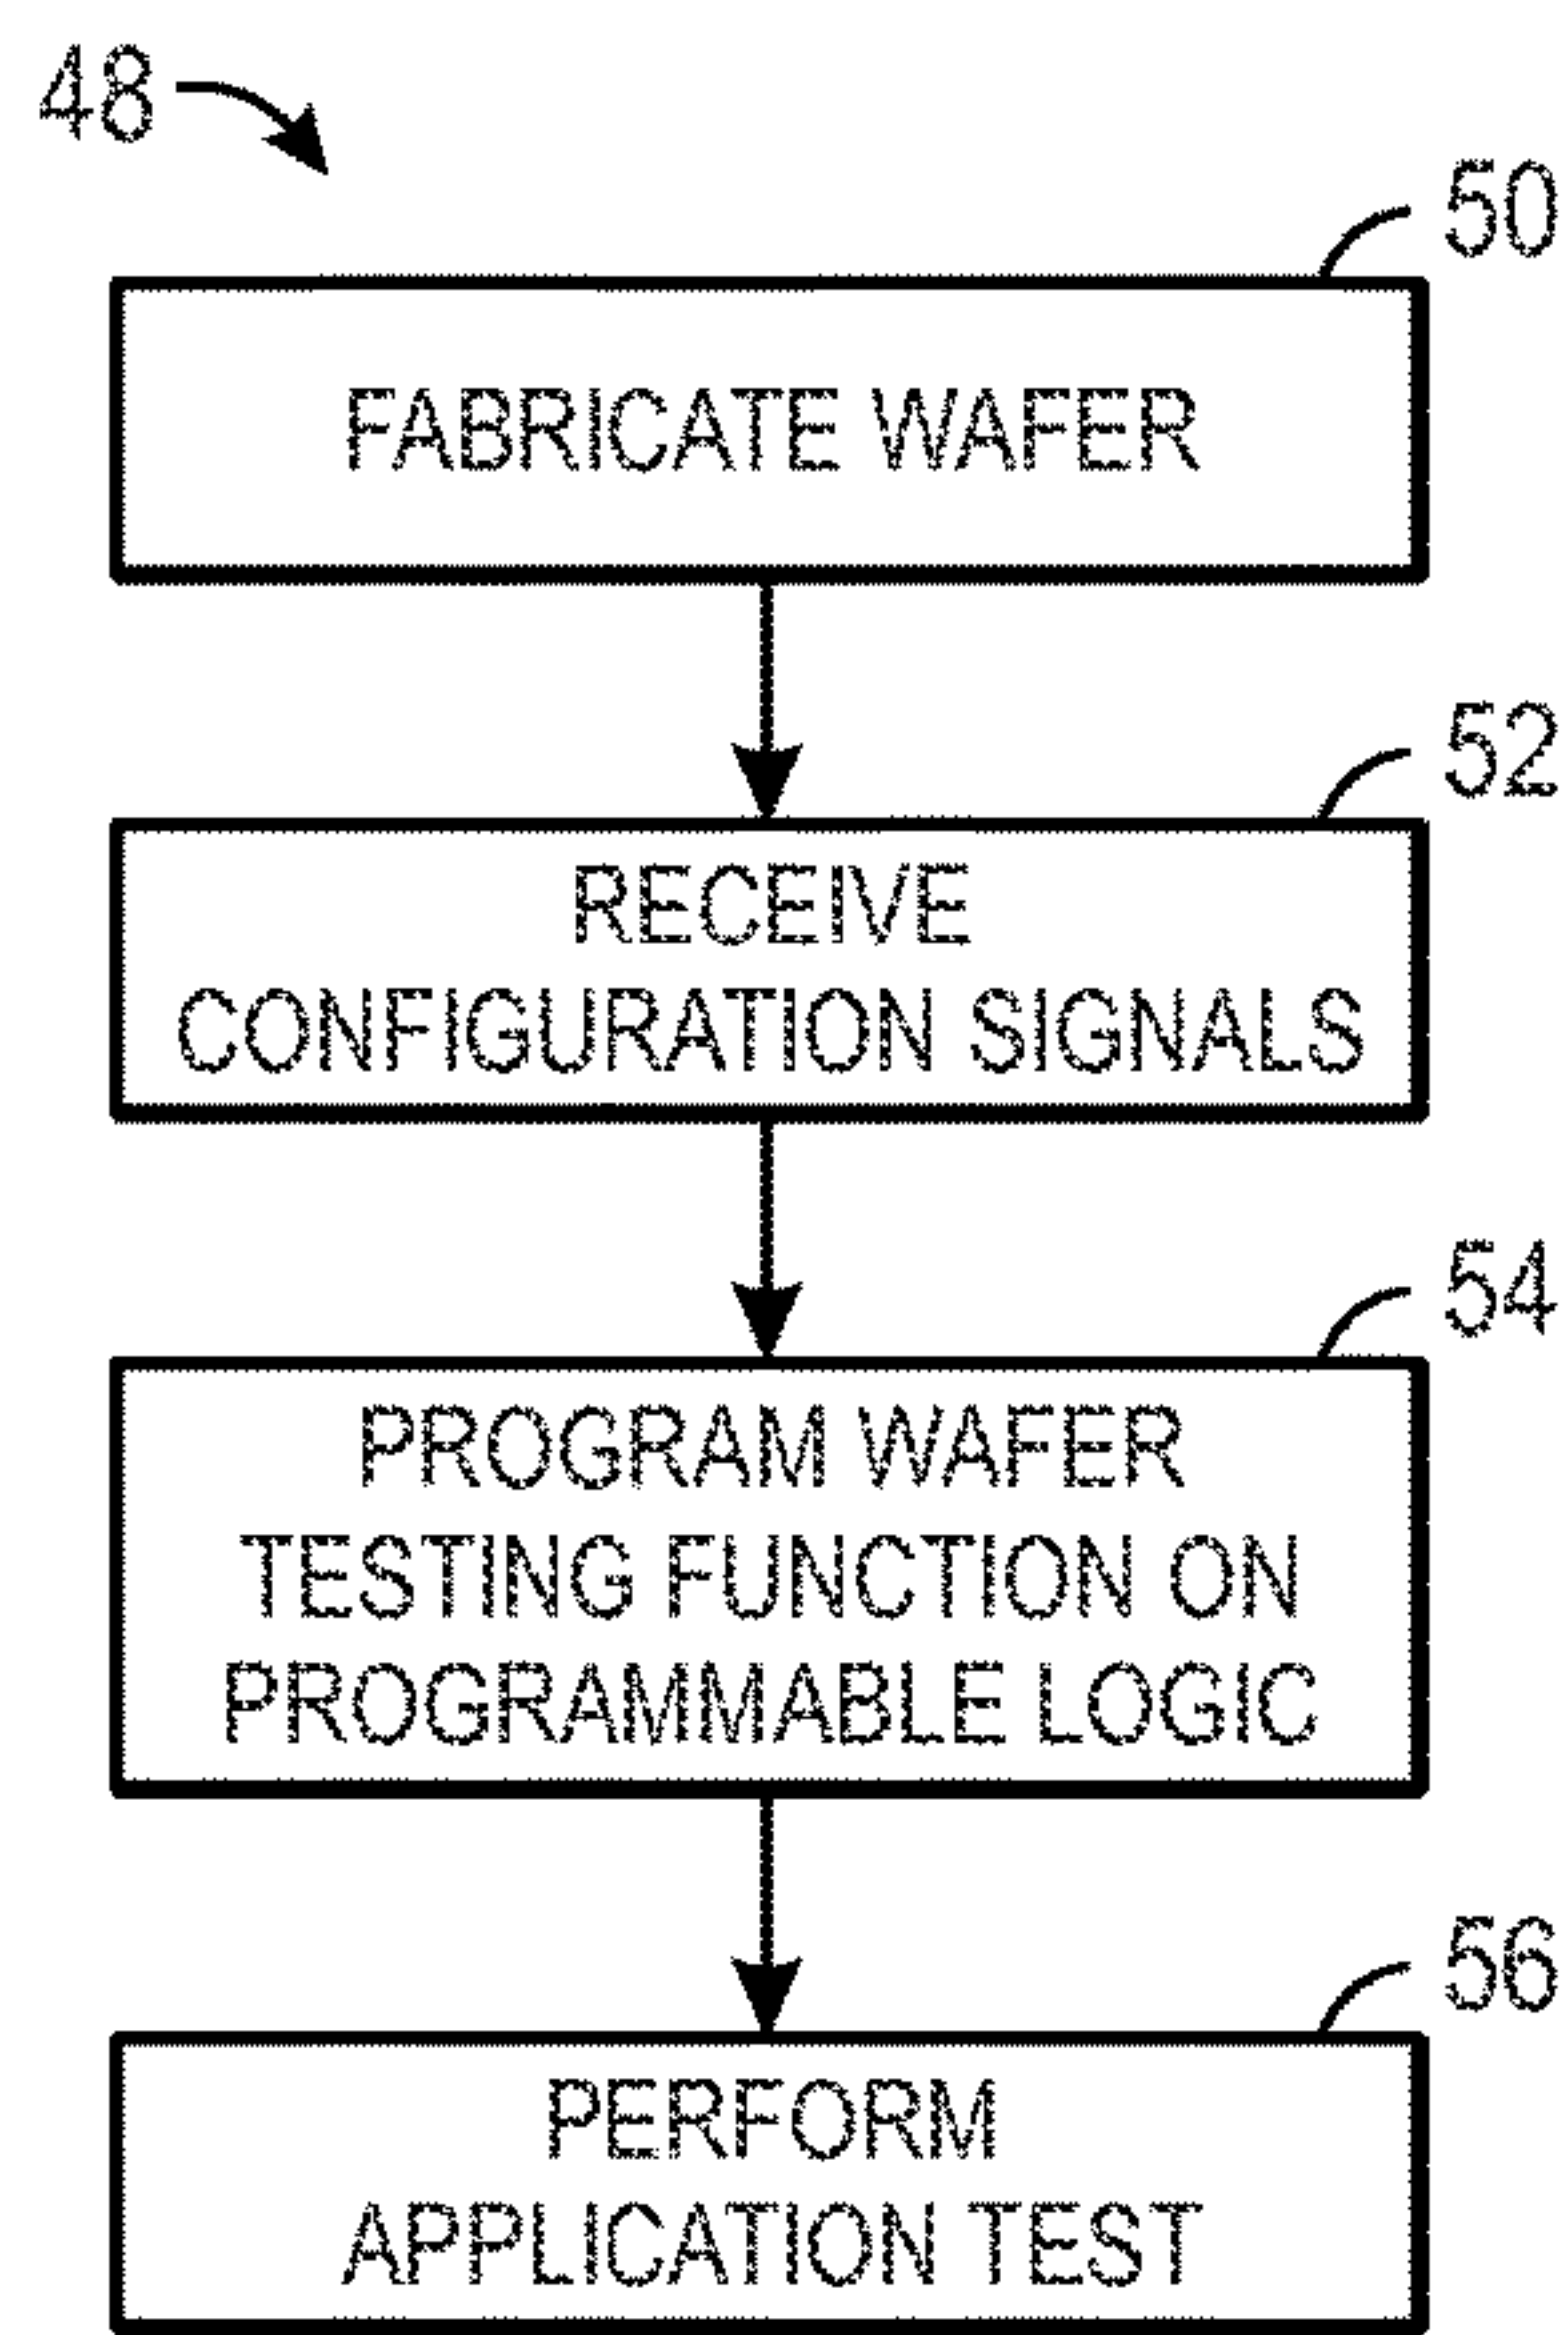 48
50
FABRICATE WAFER
52
RECEIVE
CONFIGURATION SIGNALS
54
PROGRAM WAFER
TESTING FUNCTION ON
PROGRAMMABLE LOGIC
56
PERFORM
APPLICATION TEST